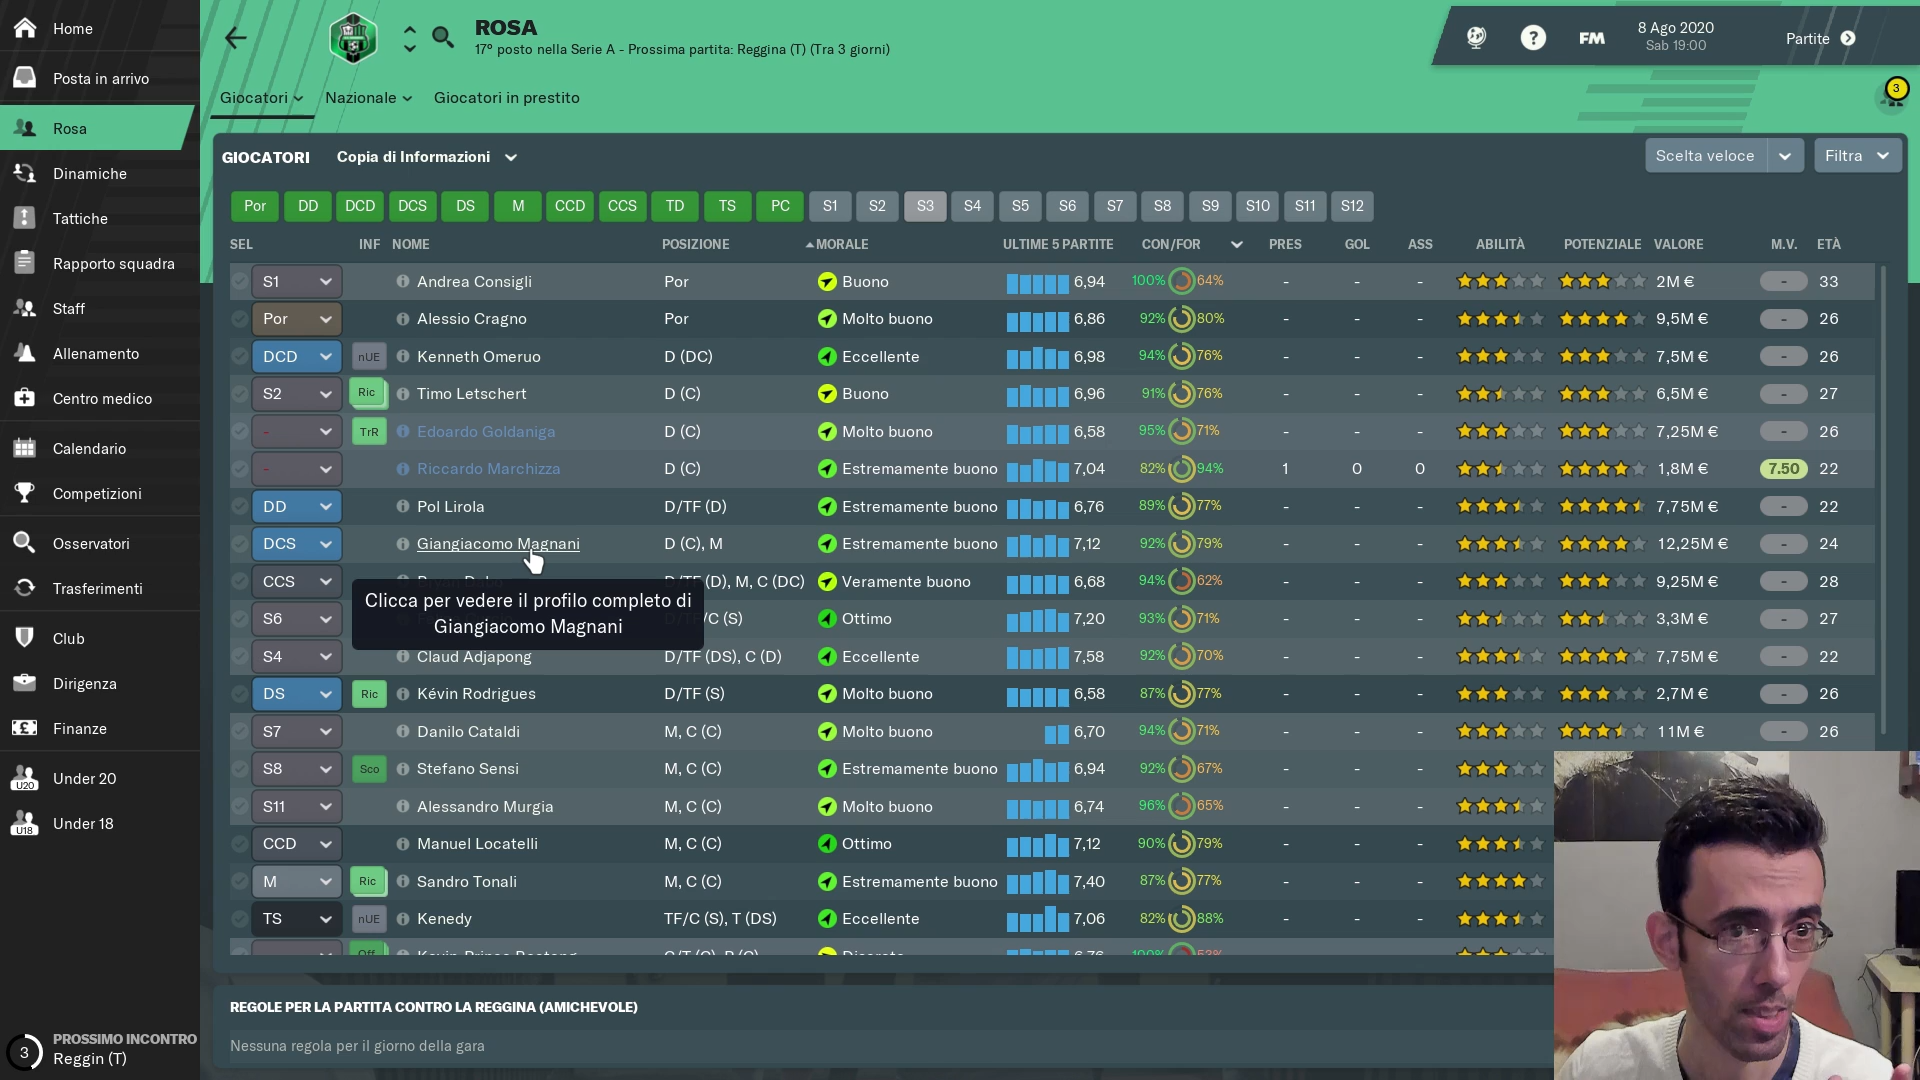 Home
Posta in arrivo
Rosa
Dinamiche
Tattiche
Rapporto squadra
Staff
Allenamento
Centro medico
Calendario
Competizioni
Osservatori
Trasferimenti
Club
Dirigenza
Finanze
U20 Under 20
U18 Under 18
3 PROSSIMO INCONTRO
Reggin (T)
ROSA
17º posto nella Serie A - Prossima partita: Reggina (T) (Tra 3 giorni)
FM
8 Ago 2020
Sab 19:00
Partite
3
Giocatori Nazionale Giocatori in prestito
GIOCATORI Copia di Informazioni Scelta veloce Filtra
Por DD DCD DCS DS M CCD CCS TD TS PC S1 S2 S3 S4 S5 S6 S7 S8 S9 S10 S11 S12
SEL INF NOME POSIZIONE MORALE ULTIME 5 PARTITE CON/FOR PRES GOL ASS ABILITÀ POTENZIALE VALORE M.V. ETÀ
S1 Andrea Consigli Por Buono 6,94 100% 64% - - - 2M € - 33
Por Alessio Cragno Por Molto buono 6,86 92% 80% - - - 9,5M € - 26
DCD nUE Kenneth Omeruo D (DC) Eccellente 6,98 94% 76% - - - 7,5M € - 26
S2 Ric Timo Letschert D (C) Buono 6,96 91% 76% - - - 6,5M € - 27
- TrR Edoardo Goldaniga D (C) Molto buono 6,58 95% 71% - - - 7,25M € - 26
- Riccardo Marchizza D (C) Estremamente buono 7,04 82% 94% 1 0 0 1,8M € 7.50 22
DD Pol Lirola D/TF (D) Estremamente buono 6,76 89% 77% - - - 7,75M € - 22
DCS Giangiacomo Magnani D (C), M Estremamente buono 7,12 92% 79% - - - 12,25M € - 24
CCS D/TF (D), M, C (DC) Veramente buono 6,68 94% 62% - - - 9,25M € - 28
Clicca per vedere il profilo completo di
Giangiacomo Magnani
S6 D/TF/C (S) Ottimo 7,20 93% 71% - - - 3,3M € - 27
S4 Claud Adjapong D/TF (DS), C (D) Eccellente 7,58 92% 70% - - - 7,75M € - 22
DS Ric Kévin Rodrigues D/TF (S) Molto buono 6,58 87% 77% - - - 2,7M € - 26
S7 Danilo Cataldi M, C (C) Molto buono 6,70 94% 71% - - - 11M € - 26
S8 Sco Stefano Sensi M, C (C) Estremamente buono 6,94 92% 67% - - -
S11 Alessandro Murgia M, C (C) Molto buono 6,74 96% 65% - - -
CCD Manuel Locatelli M, C (C) Ottimo 7,12 90% 79% - - -
M Ric Sandro Tonali M, C (C) Estremamente buono 7,40 87% 77% - - -
TS nUE Kenedy TF/C (S), T (DS) Eccellente 7,06 82% 88% - - -
REGOLE PER LA PARTITA CONTRO LA REGGINA (AMICHEVOLE)
Nessuna regola per il giorno della gara